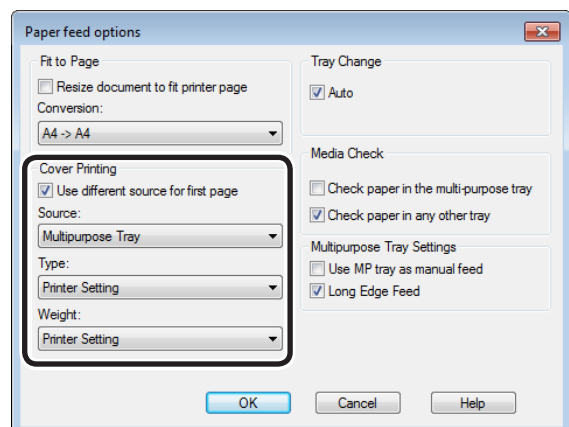 Paper feed options
Fit to Page
Resize document to fit printer page
Conversion:
A4 -> A4
Cover Printing
Use different source for first page
Source:
Multipurpose Tray
Type:
Printer Setting
Weight:
Printer Setting
Tray Change
Auto
Media Check
Check paper in the multi-purpose tray
Check paper in any other tray
Multipurpose Tray Settings
Use MP tray as manual feed
Long Edge Feed
OK
Cancel
Help